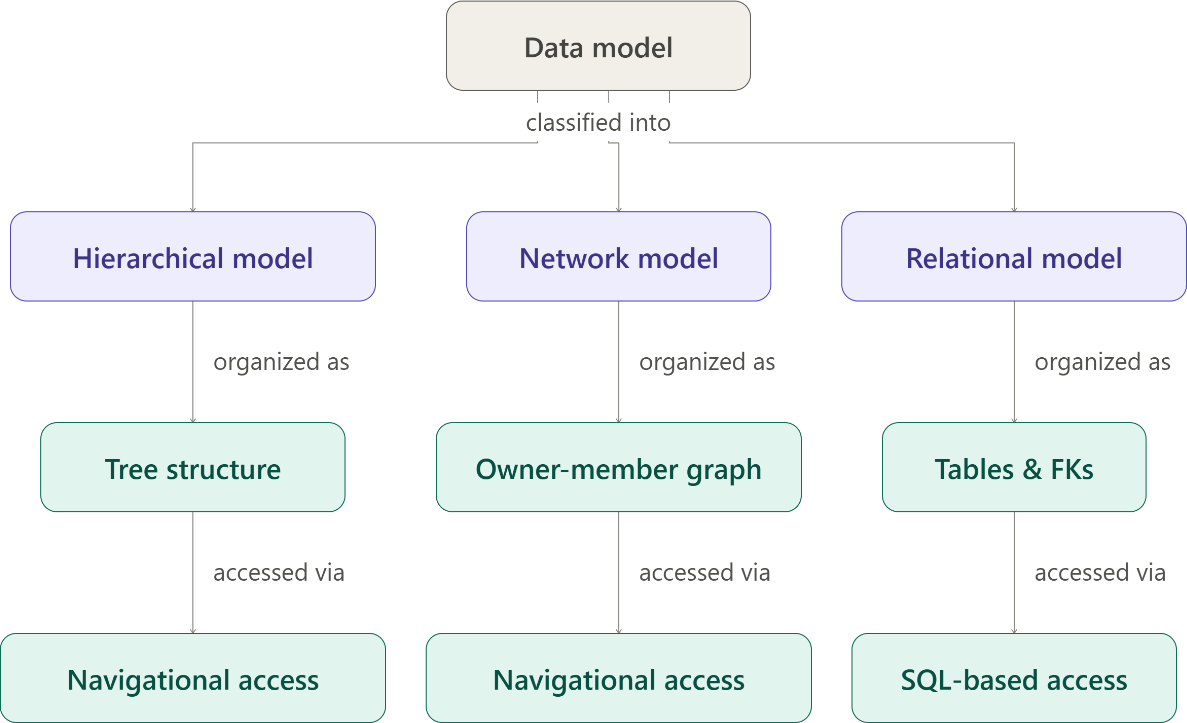 Data model
classified into
Hierarchical model
Network model
Relational model
organized as
organized as
organized as
Tree structure
Owner-member graph
Tables & FKs
accessed via
accessed via
accessed via
Navigational access
Navigational access
SQL-based access